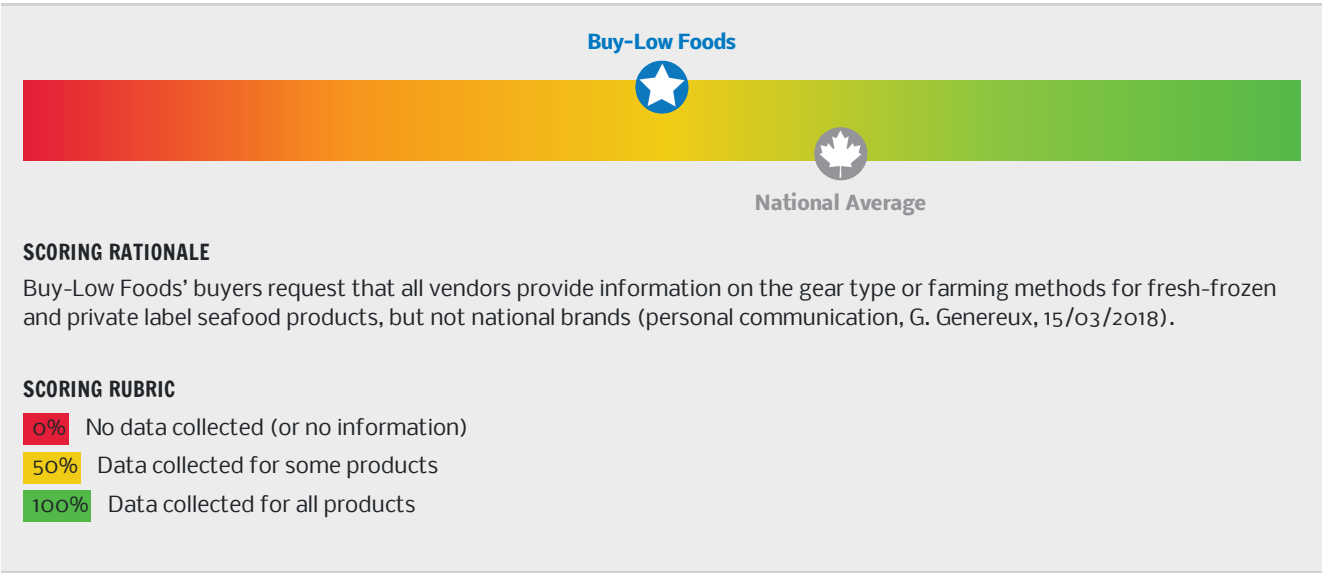 Buy-Low Foods
National Average
SCORING RATIONALE
Buy-Low Foods’ buyers request that all vendors provide information on the gear type or farming methods for fresh-frozen
and private label seafood products, but not national brands (personal communication, G. Genereux, 15/03/2018).
SCORING RUBRIC
0% No data collected (or no information)
50% Data collected for some products
100% Data collected for all products